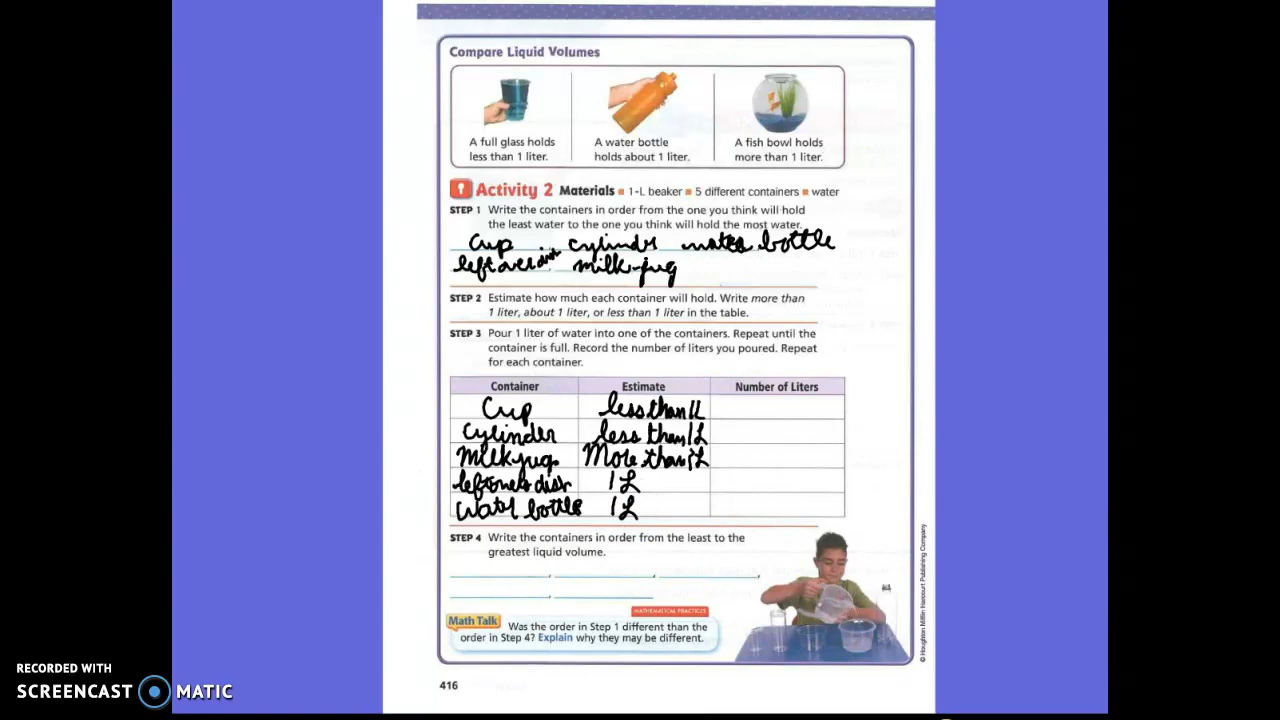 Compare Liquid Volumes
A full glass holds
less than 1 liter.
A water bottle
holds about 1 liter.
A fish bowl holds
more than 1 liter.
Activity 2 Materials ■ 1-L beaker ■ 5 different containers ■ water
STEP 1 Write the containers in order from the one you think will hold
the least water to the one you think will hold the most water.
Cup cylinder water bottle
leftover dish milk jug
STEP 2 Estimate how much each container will hold. Write more than
1 liter, about 1 liter, or less than 1 liter in the table.
STEP 3 Pour 1 liter of water into one of the containers. Repeat until the
container is full. Record the number of liters you poured. Repeat
for each container.
Container Estimate Number of Liters
Cup less than 1L
Cylinder less than 1L
Milk jug More than 1L
leftovers dish 1L
Water bottle 1L
STEP 4 Write the containers in order from the least to the
greatest liquid volume.
MATHEMATICAL PRACTICES
Math Talk Was the order in Step 1 different than the
order in Step 4? Explain why they may be different.
© Houghton Mifflin Harcourt Publishing Company
416
RECORDED WITH
SCREENCAST MATIC